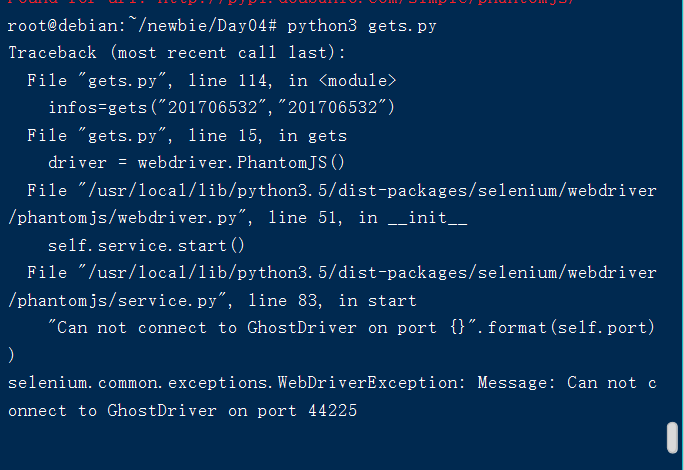 root@debian:~/newbie/Day04# python3 gets.py
Traceback (most recent call last):
  File "gets.py", line 114, in <module>
    infos=gets("201706532","201706532")
  File "gets.py", line 15, in gets
    driver = webdriver.PhantomJS()
  File "/usr/local/lib/python3.5/dist-packages/selenium/webdriver
/phantomjs/webdriver.py", line 51, in __init__
    self.service.start()
  File "/usr/local/lib/python3.5/dist-packages/selenium/webdriver
/phantomjs/service.py", line 83, in start
    "Can not connect to GhostDriver on port {}".format(self.port)
)
selenium.common.exceptions.WebDriverException: Message: Can not c
onnect to GhostDriver on port 44225